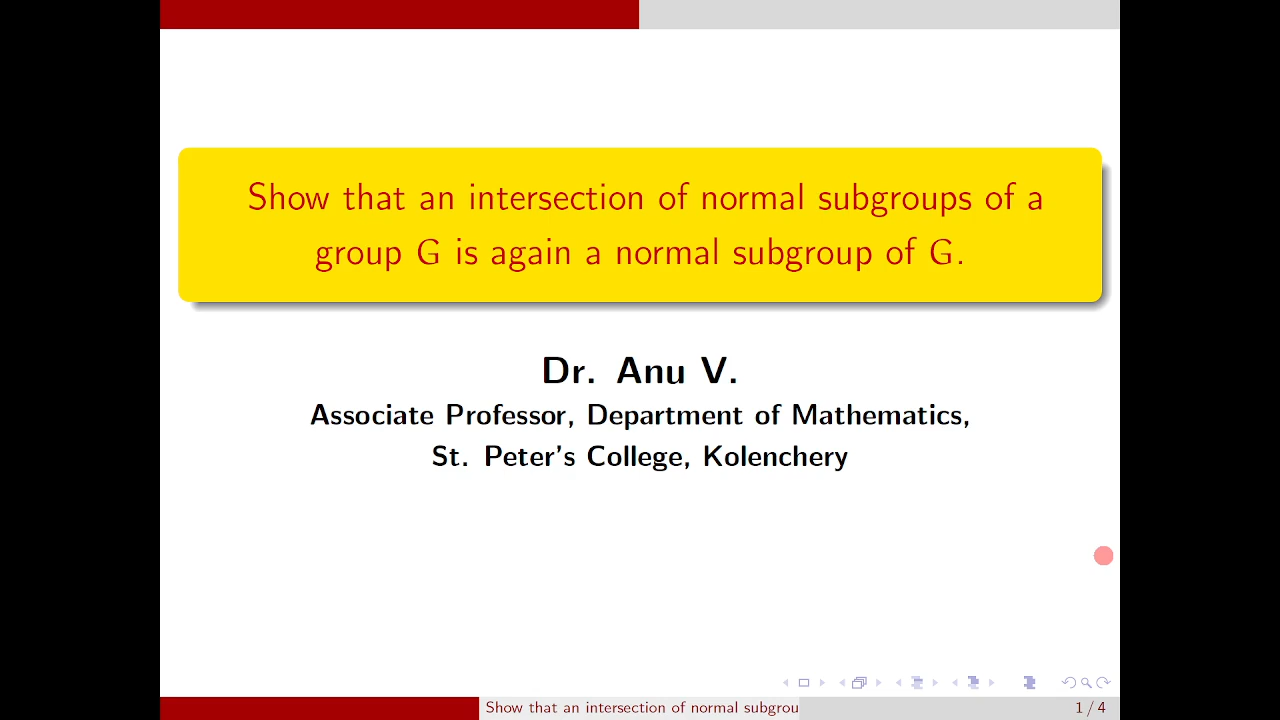 Show that an intersection of normal subgroups of a
group G is again a normal subgroup of G.
Dr. Anu V.
Associate Professor, Department of Mathematics,
St. Peter's College, Kolenchery
Show that an intersection of normal subgrou
1 / 4